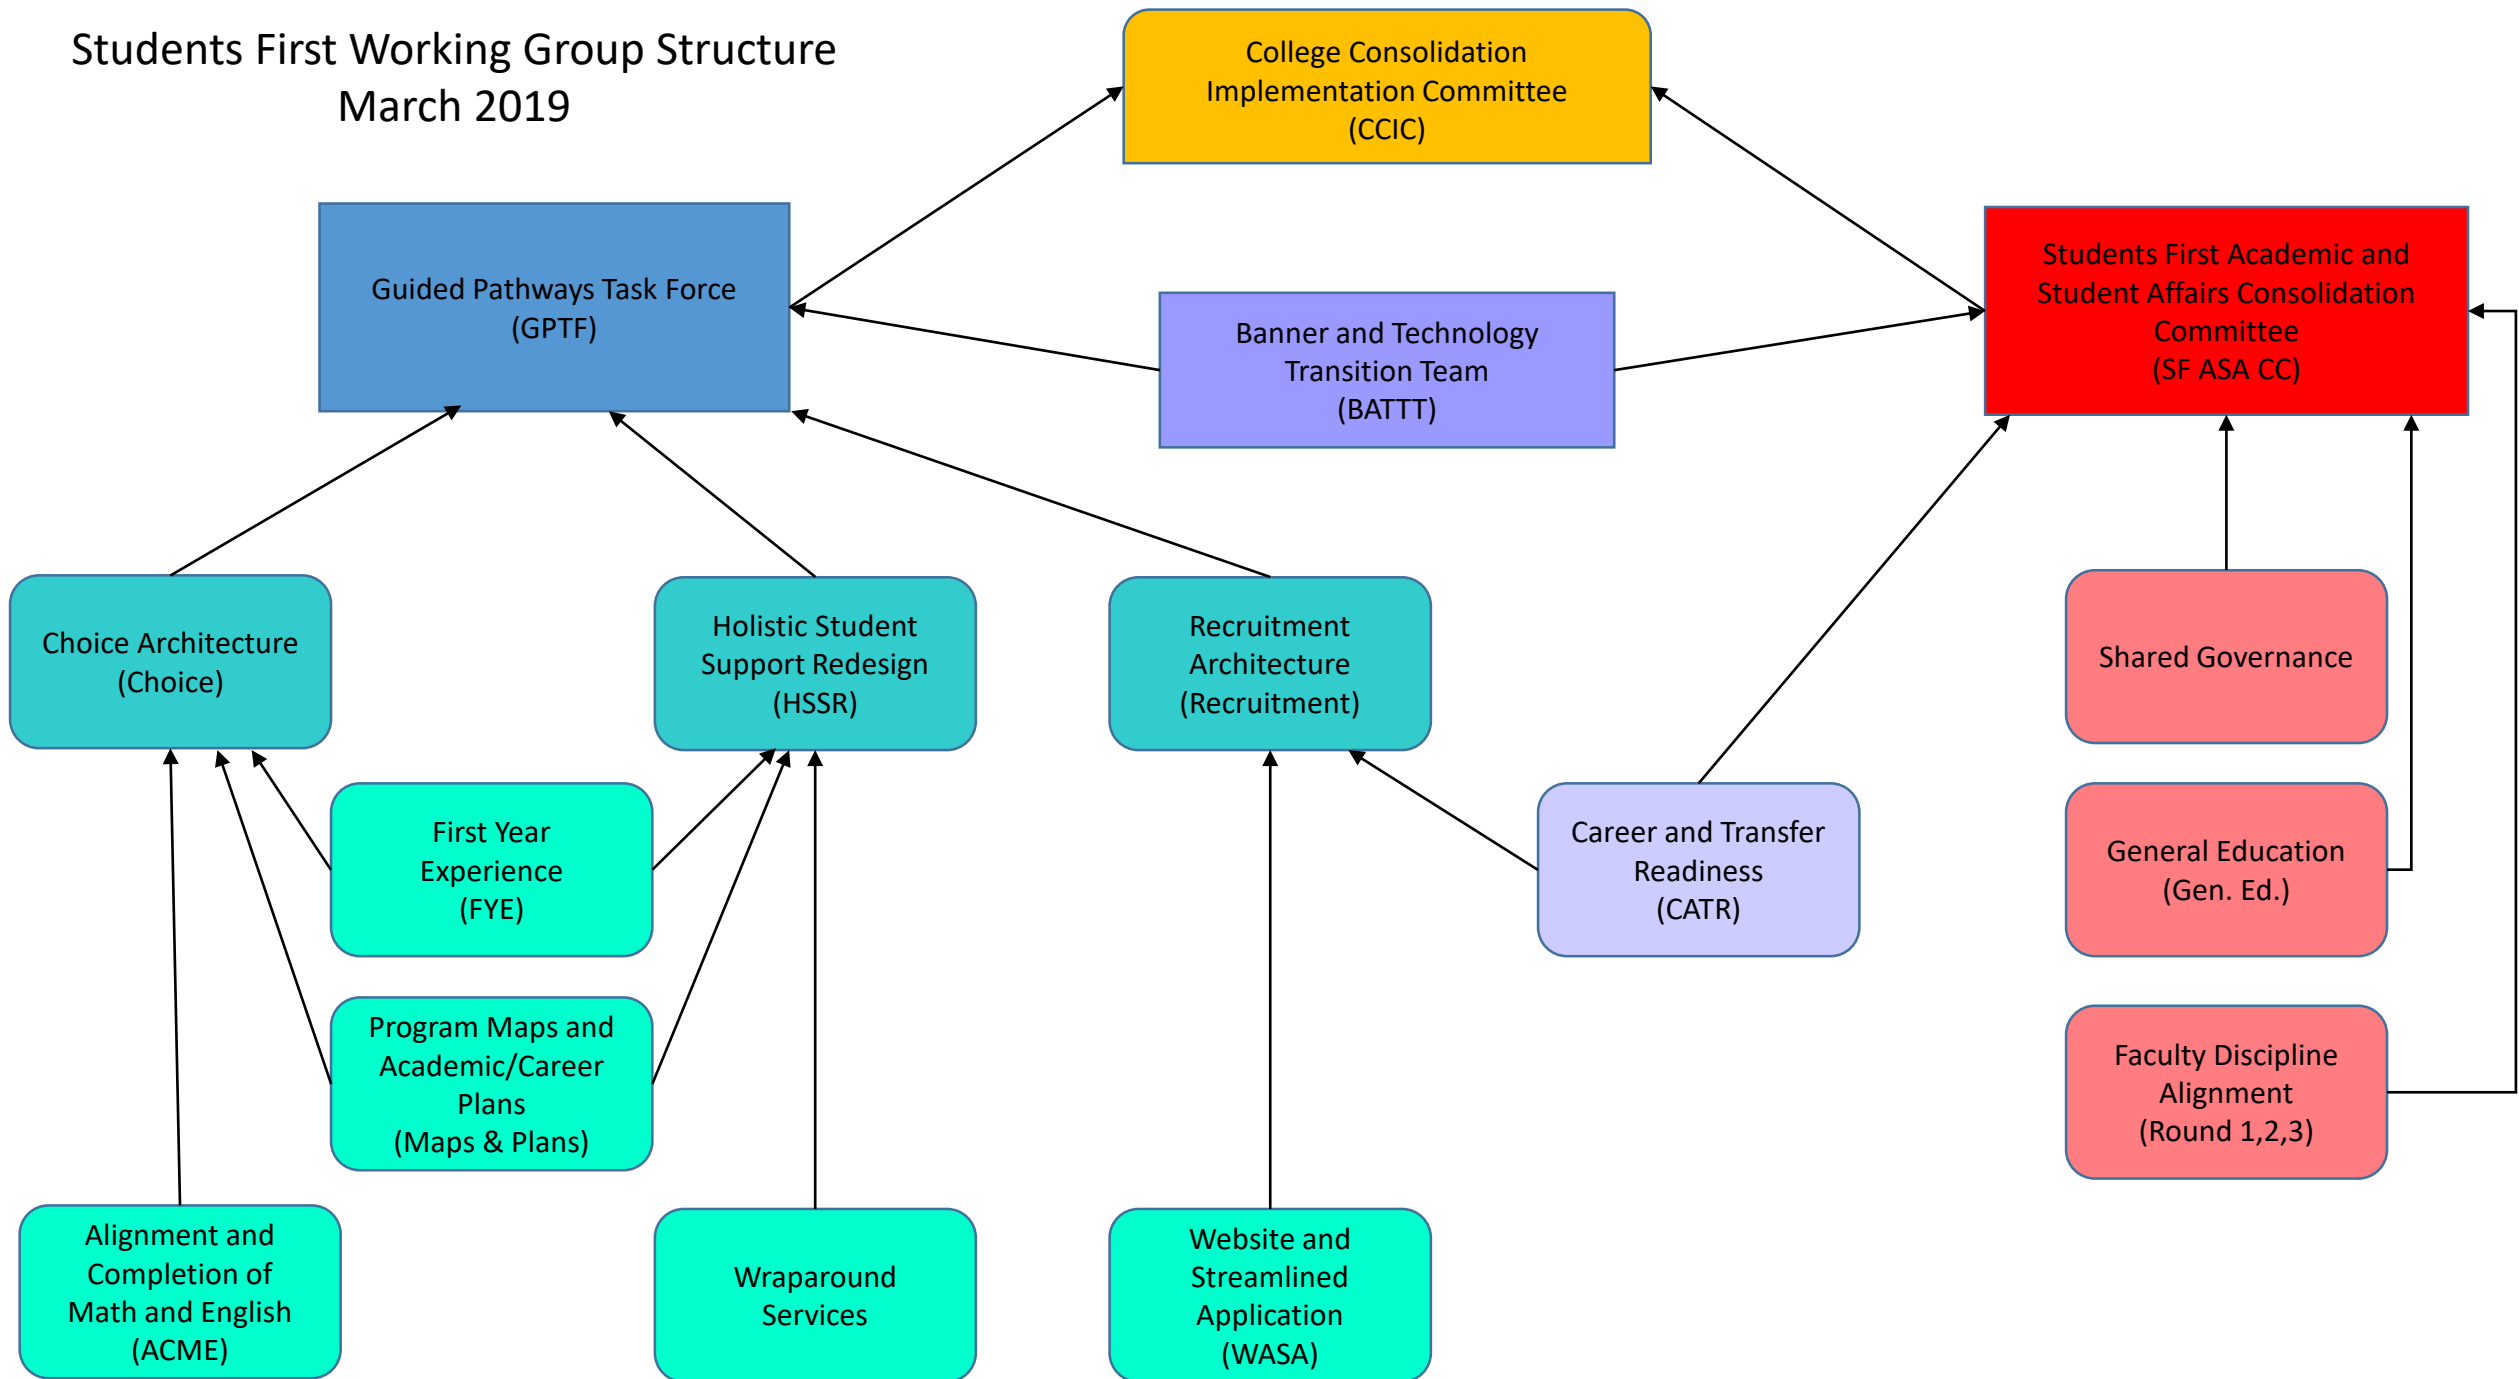 Students First Working Group Structure
March 2019
College Consolidation
Implementation Committee
(CCIC)
Guided Pathways Task Force
(GPTF)
Banner and Technology
Transition Team
(BATTT)
Students First Academic and
Student Affairs Consolidation
Committee
(SF ASA CC)
Choice Architecture
(Choice)
Holistic Student
Support Redesign
(HSSR)
Recruitment
Architecture
(Recruitment)
Shared Governance
First Year
Experience
(FYE)
Career and Transfer
Readiness
(CATR)
General Education
(Gen. Ed.)
Program Maps and
Academic/Career
Plans
(Maps & Plans)
Faculty Discipline
Alignment
(Round 1,2,3)
Alignment and
Completion of
Math and English
(ACME)
Wraparound
Services
Website and
Streamlined
Application
(WASA)